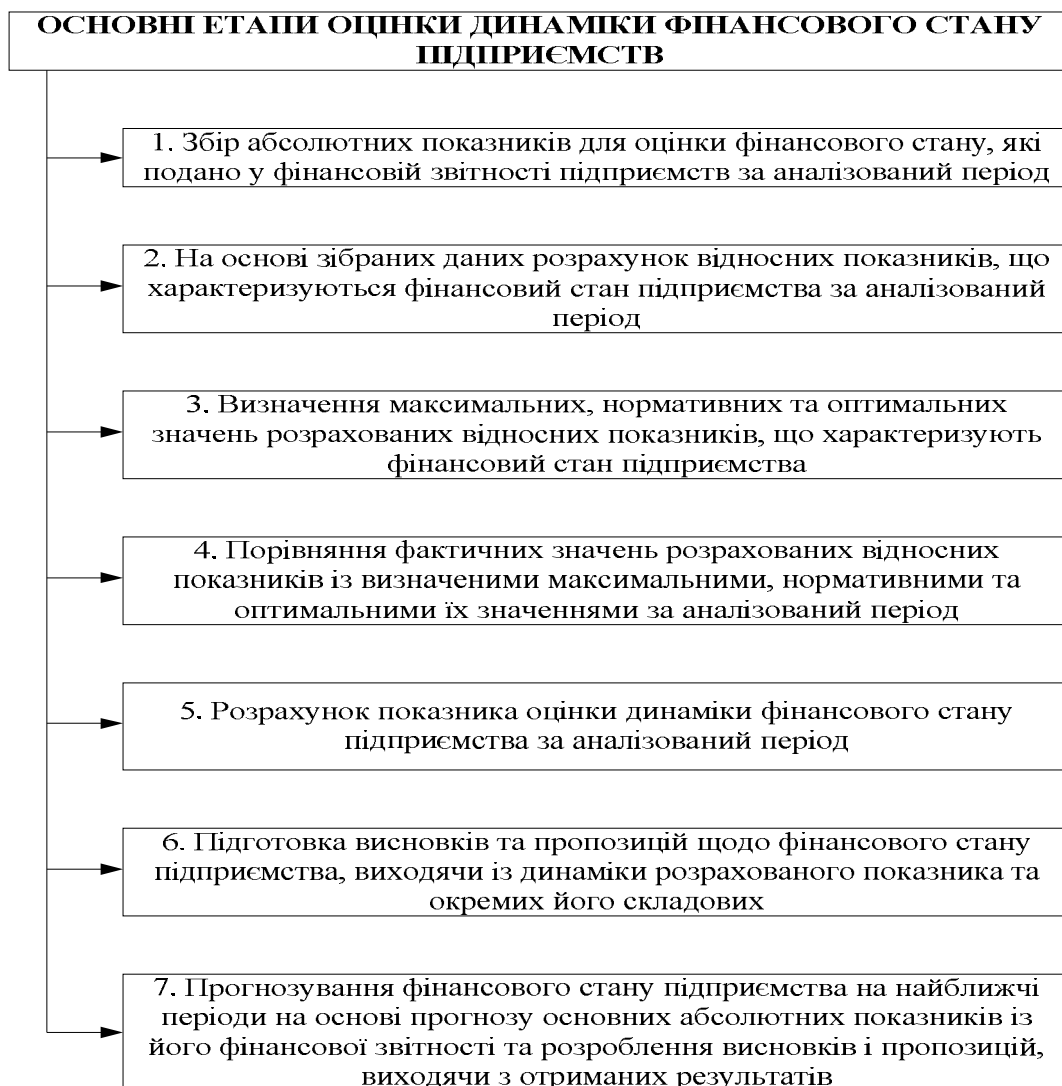 ОСНОВНІ ЕТАПИ ОЦІНКИ ДИНАМІКИ ФІНАНСОВОГО СТАНУ
ПІДПРИЄМСТВ
1. Збір абсолютних показників для оцінки фінансового стану, які
подано у фінансовій звітності підприємств за аналізований період
2. На основі зібраних даних розрахунок відносних показників, що
характеризуються фінансовий стан підприємства за аналізований
період
3. Визначення максимальних, нормативних та оптимальних
значень розрахованих відносних показників, що характеризують
фінансовий стан підприємства
4. Порівняння фактичних значень розрахованих відносних
показників із визначеними максимальними, нормативними та
оптимальними їх значеннями за аналізований період
5. Розрахунок показника оцінки динаміки фінансового стану
підприємства за аналізований період
6. Підготовка висновків та пропозицій щодо фінансового стану
підприємства, виходячи із динаміки розрахованого показника та
окремих його складових
7. Прогнозування фінансового стану підприємства на найближчі
періоди на основі прогнозу основних абсолютних показників із
його фінансової звітності та розроблення висновків і пропозицій,
виходячи з отриманих результатів